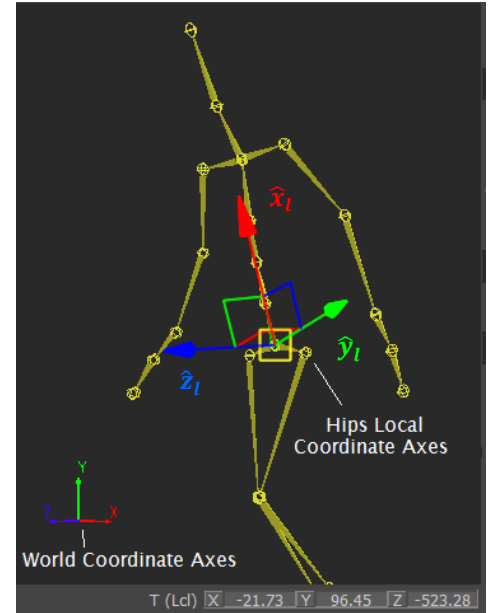 x̂ₗ
ŷₗ
ẑₗ
Hips Local
Coordinate Axes
Y
Z X
World Coordinate Axes
T (Lcl) X -21.73 Y 96.45 Z -523.28